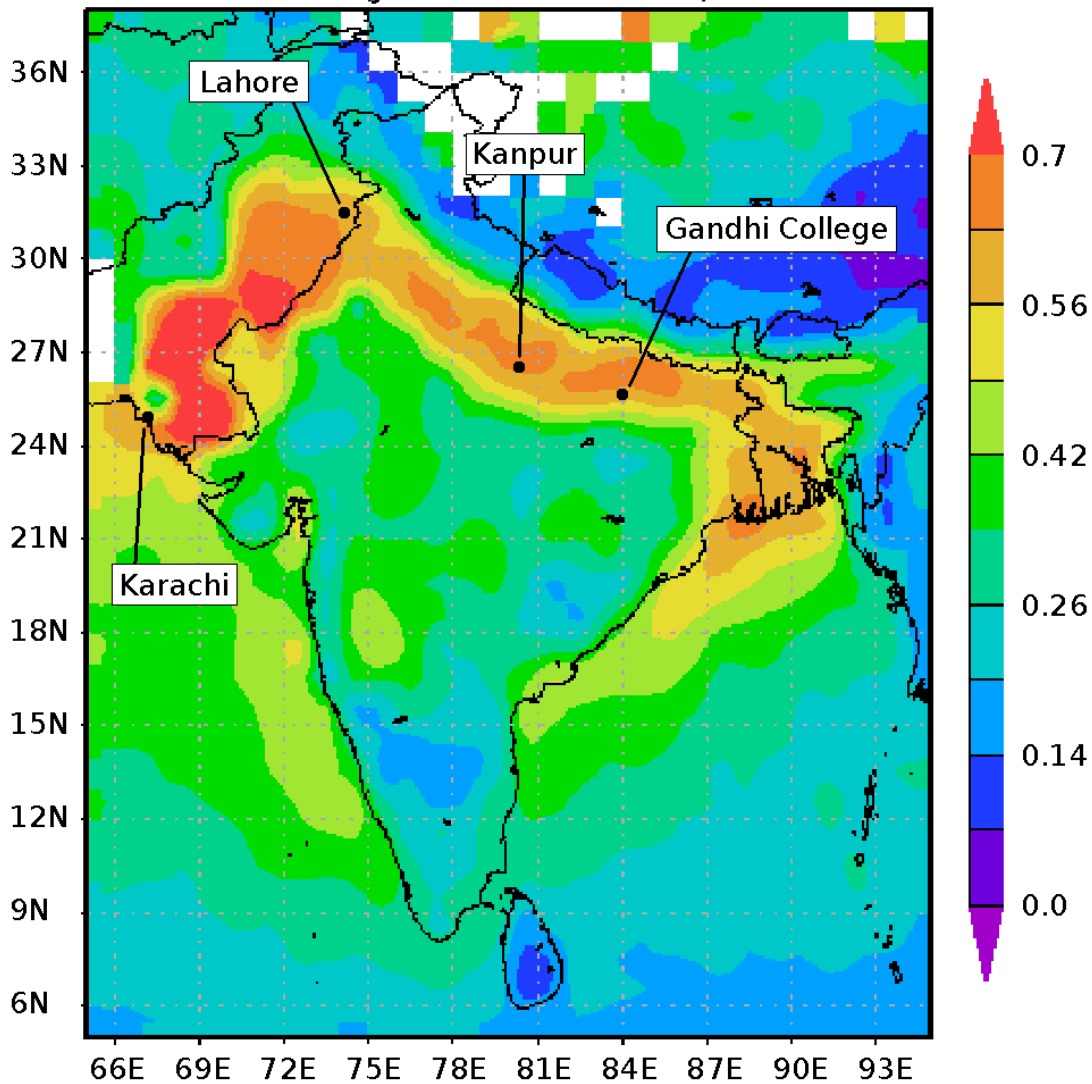 36N
Lahore
0.7
33N
Kanpur
Gandhi College
30N
0.56
27N
0.42
24N
21N
Karachi
0.26
18N
15N
0.14
12N
9N
0.0
6N
66E 69E 72E 75E 78E 81E 84E 87E 90E 93E